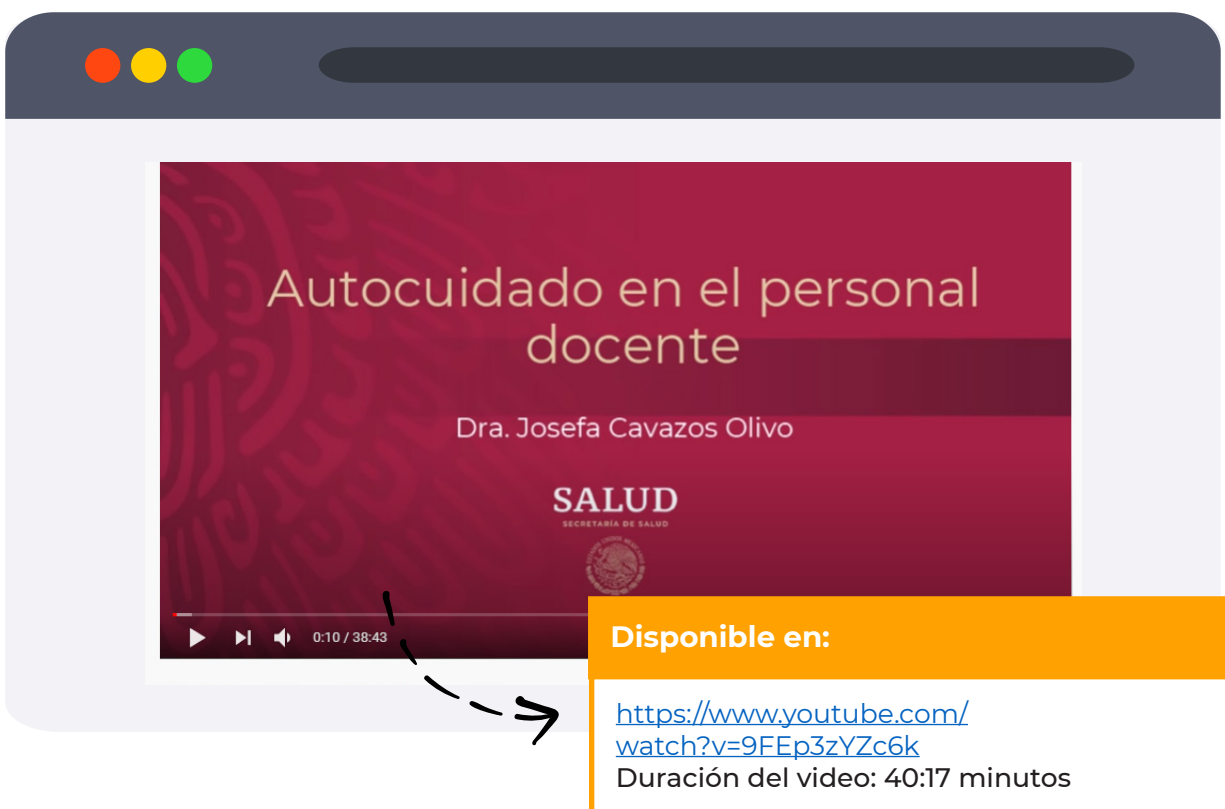 Autocuidado en el personal
docente
Dra. Josefa Cavazos Olivo
SALUD
SECRETARÍA DE SALUD
0:10 / 38:43
Disponible en:
https://www.youtube.com/
watch?v=9FEp3zYZc6k
Duración del video: 40:17 minutos